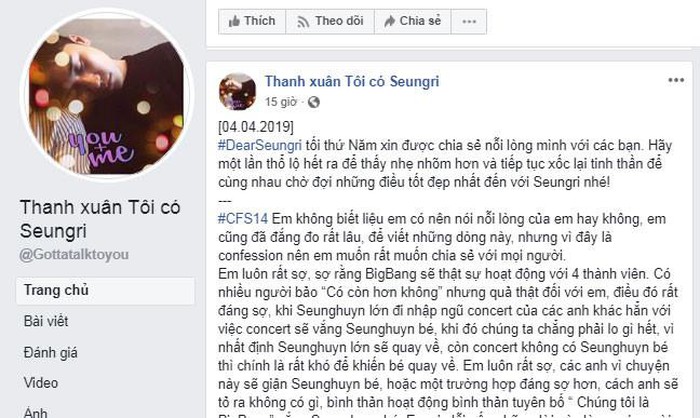 Thích
Theo dõi
Chia sẻ
you
+
me
Thanh xuân Tôi có
Seungri
@Gottatalktoyou
Trang chủ
Bài viết
Đánh giá
Video
Ảnh
Thanh xuân Tôi có Seungri
15 giờ
[04.04.2019]
#DearSeungri tối thứ Năm xin được chia sẻ nỗi lòng mình với các bạn. Hãy
một lần thổ lộ hết ra để thấy nhẹ nhõm hơn và tiếp tục xốc lại tinh thần để
cùng nhau chờ đợi những điều tốt đẹp nhất đến với Seungri nhé!
---
#CFS14 Em không biết liệu em có nên nói nỗi lòng của em hay không, em
cũng đã đắng đo rất lâu, để viết những dòng này, nhưng vì đây là
confession nên em muốn rất muốn chia sẻ với mọi người.
Em luôn rất sợ, sợ rằng BigBang sẽ thật sự hoạt động với 4 thành viên. Có
nhiều người bảo “Có còn hơn không” nhưng quả thật đối với em, điều đó rất
đáng sợ, khi Seunghuyn lớn đi nhập ngũ concert của các anh khác hẳn với
việc concert sẽ vắng Seunghuyn bé, khi đó chúng ta chẳng phải lo gì hết, vì
nhất định Seunghuyn lớn sẽ quay về, còn concert không có Seunghuyn bé
thì chính là rất khó để khiến bé quay về. Em luôn rất sợ, các anh vì chuyện
này sẽ giận Seunghuyn bé, hoặc một trường hợp đáng sợ hơn, cách anh sẽ
tỏ ra không có gì, bình thản hoạt động bình thản tuyên bố “ Chúng tôi là